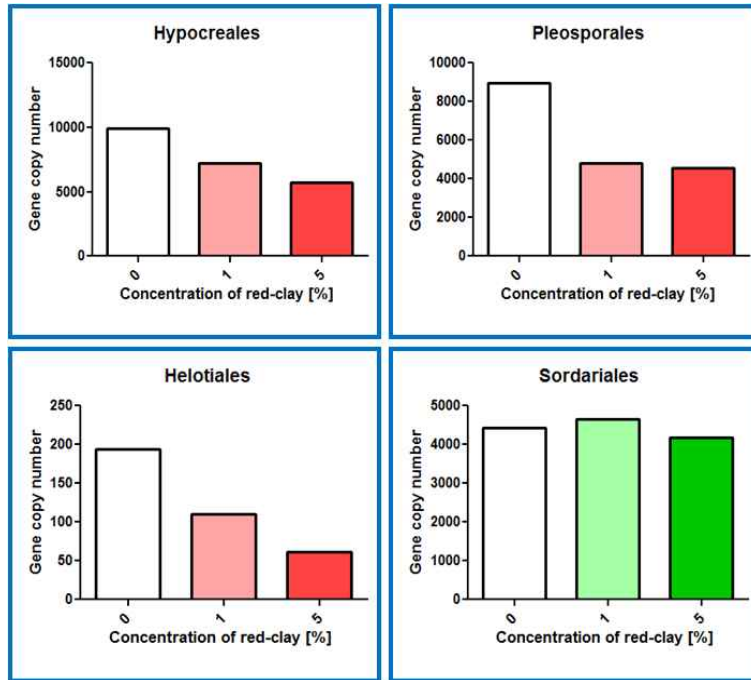 Hypocreales
15000
10000
5000
0
Gene copy number
0 1 5
Concentration of red-clay [%]
Pleosporales
10000
8000
6000
4000
2000
0
Gene copy number
0 1 5
Concentration of red-clay [%]
Helotiales
250
200
150
100
50
0
Gene copy number
0 1 5
Concentration of red-clay [%]
Sordariales
5000
4000
3000
2000
1000
0
Gene copy number
0 1 5
Concentration of red-clay [%]